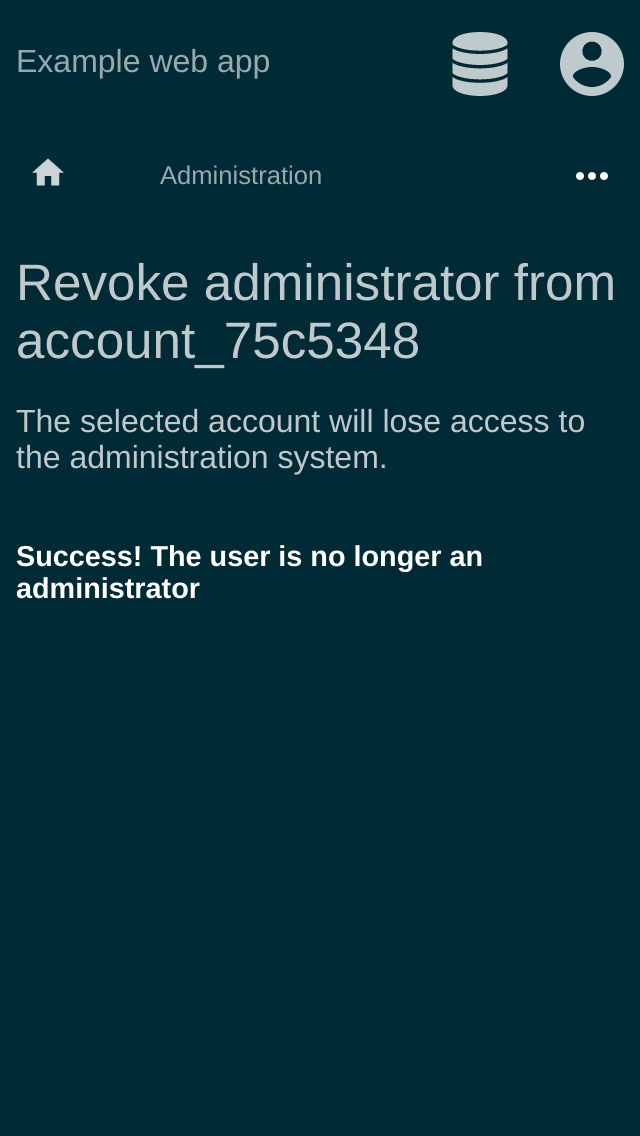 Example web app
Administration
Revoke administrator from
account_75c5348
The selected account will lose access to
the administration system.
Success! The user is no longer an
administrator